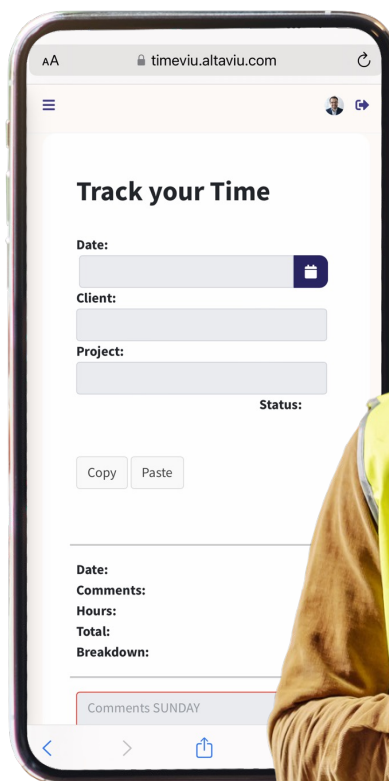 AA timeviu.altaviu.com
Track your Time
Date:
Client:
Project:
Status:
Copy Paste
Date:
Comments:
Hours:
Total:
Breakdown:
Comments SUNDAY